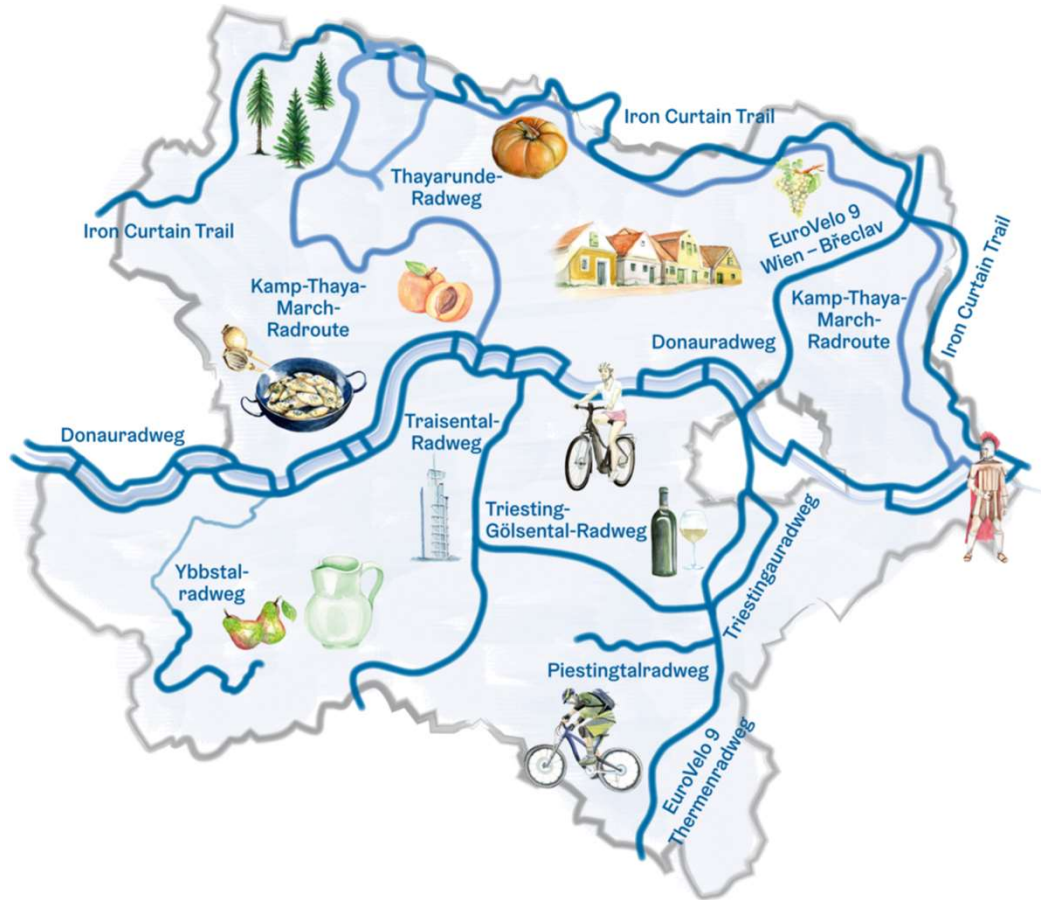 Iron Curtain Trail
Thayarunde-
Radweg
Iron Curtain Trail
EuroVelo 9
Wien – Břeclav
Iron Curtain Trail
Kamp-Thaya-
March-
Radroute
Kamp-Thaya-
March-
Radroute
Donauradweg
Donauradweg
Traisental-
Radweg
Triesting-
Gölsental-Radweg
Triestingauradweg
Ybbstal-
radweg
Piestingtalradweg
EuroVelo 9
Thermenradweg